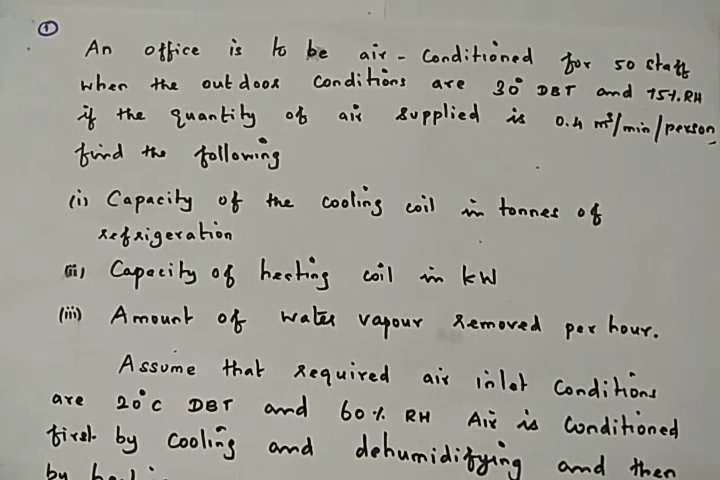 ①
An office is to be air-conditioned for 50 staff
when the outdoor conditions are 30° DBT and 75% RH
if the quantity of air supplied is 0.4 m³/min/person,
find the following
(i) Capacity of the cooling coil in tonnes of
refrigeration
(ii) Capacity of heating coil in kW
(iii) Amount of water vapour removed per hour.
Assume that required air inlet conditions
are 20°C DBT and 60% RH Air is conditioned
first by cooling and dehumidifying and then
by